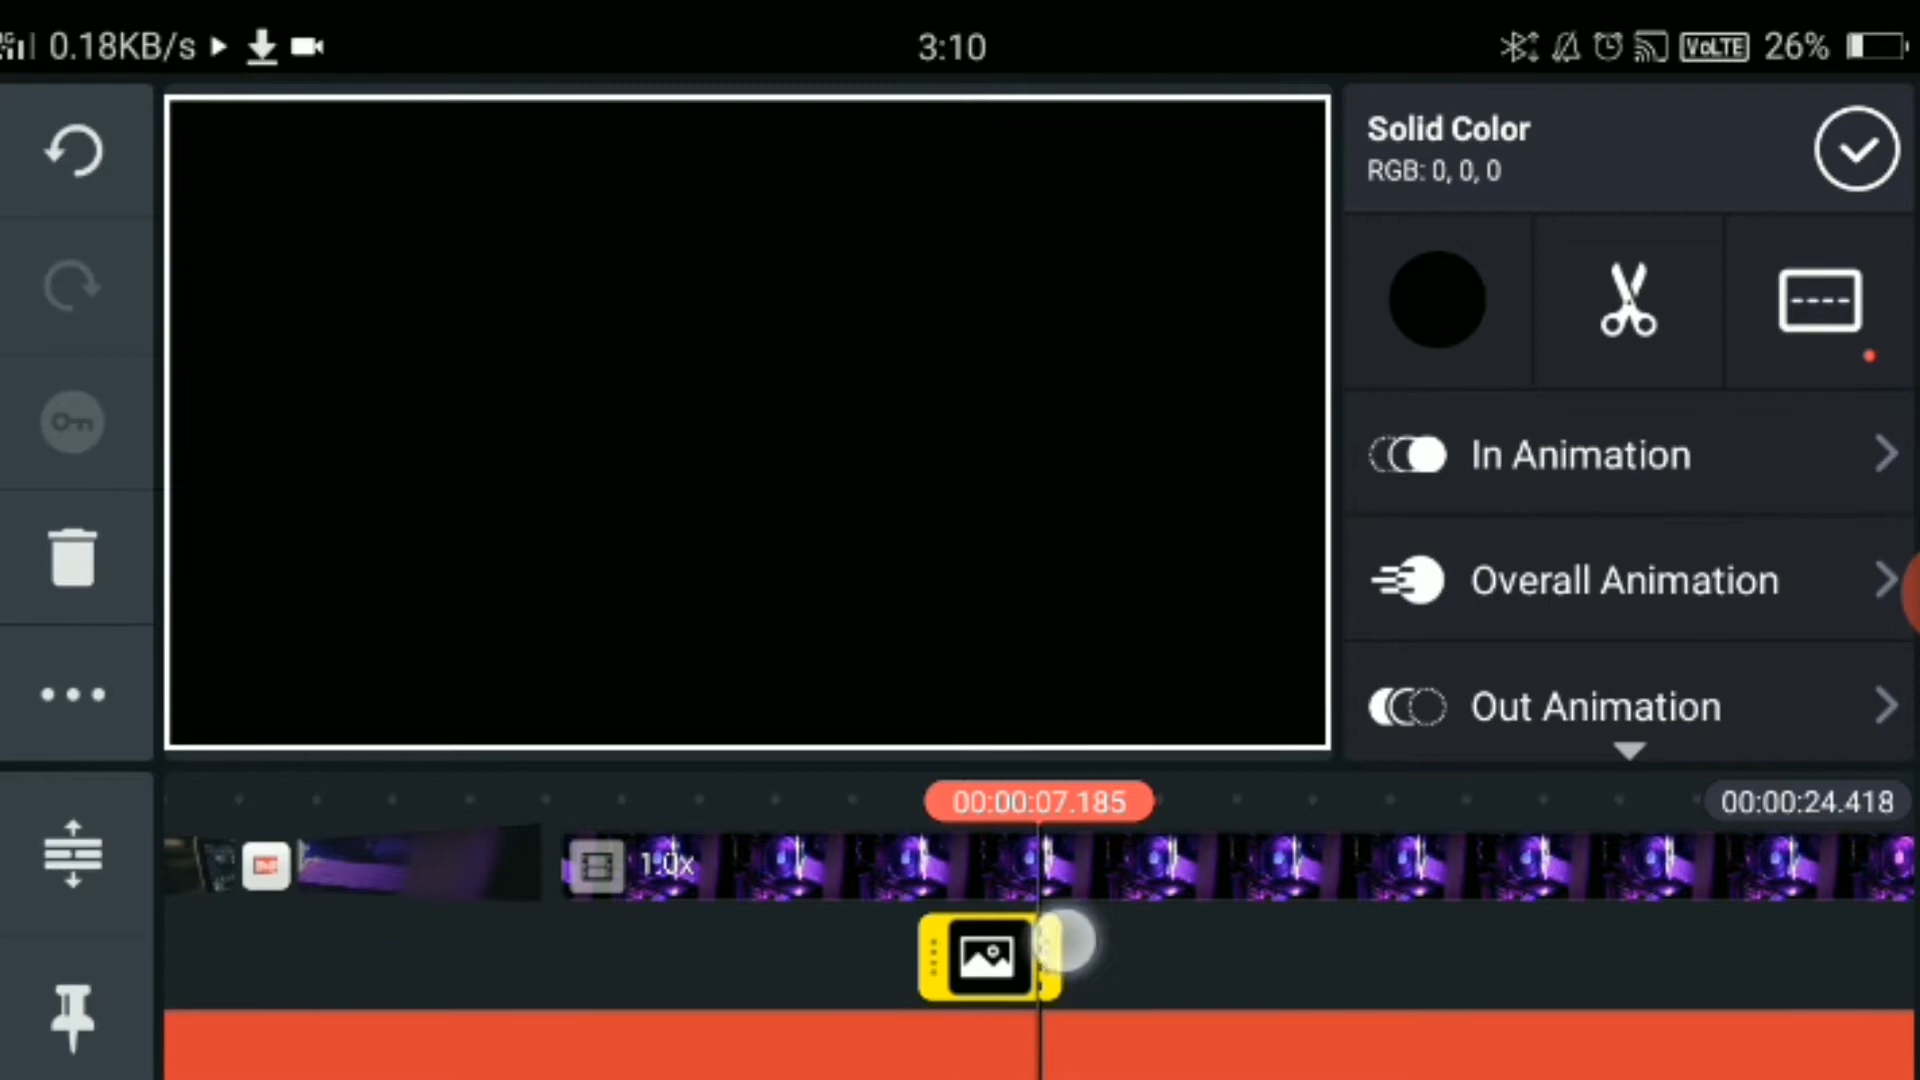 0.18KB/s
3:10
VoLTE 26%
Solid Color
RGB: 0, 0, 0
In Animation
Overall Animation
Out Animation
00:00:07.185
00:00:24.418
1.0x